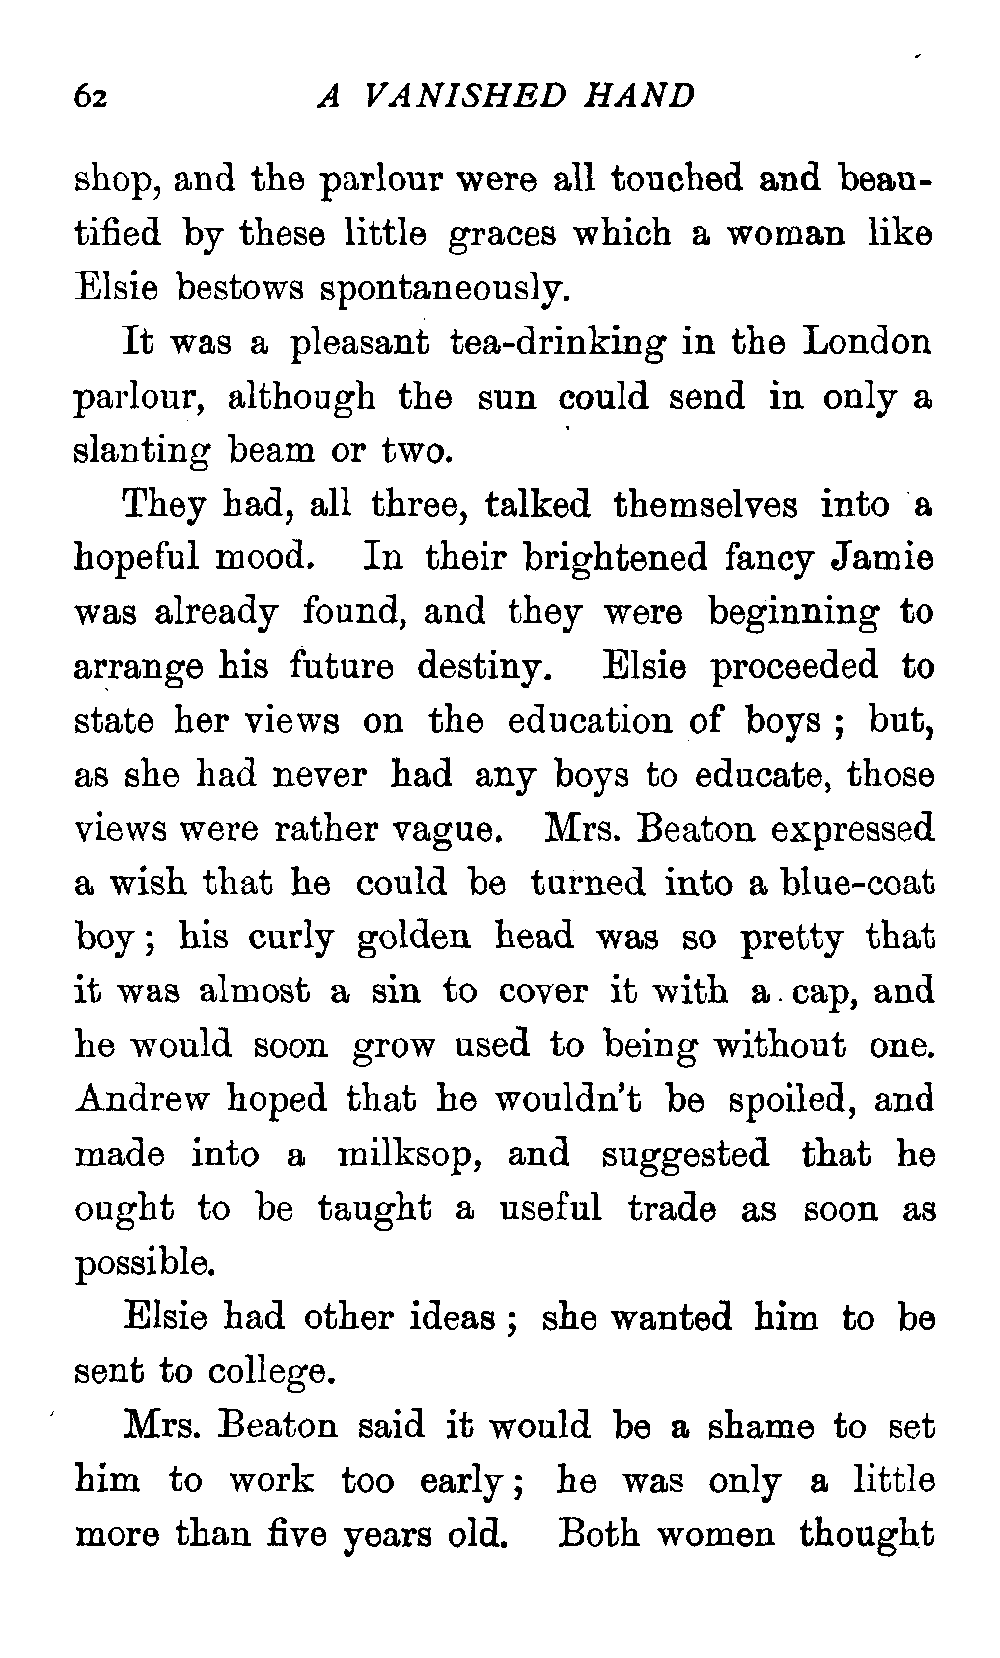 62 A VANISHED HAND
shop, and the parlour were all touched and beau-
tified by these little graces which a woman like
Elsie bestows spontaneously.
It was a pleasant tea-drinking in the London
parlour, although the sun could send in only a
slanting beam or two.
They had, all three, talked themselves into a
hopeful mood. In their brightened fancy Jamie
was already found, and they were beginning to
arrange his future destiny. Elsie proceeded to
state her views on the education of boys ; but,
as she had never had any boys to educate, those
views were rather vague. Mrs. Beaton expressed
a wish that he could be turned into a blue-coat
boy ; his curly golden head was so pretty that
it was almost a sin to cover it with a cap, and
he would soon grow used to being without one.
Andrew hoped that he wouldn't be spoiled, and
made into a milksop, and suggested that he
ought to be taught a useful trade as soon as
possible.
Elsie had other ideas ; she wanted him to be
sent to college.
Mrs. Beaton said it would be a shame to set
him to work too early ; he was only a little
more than five years old. Both women thought